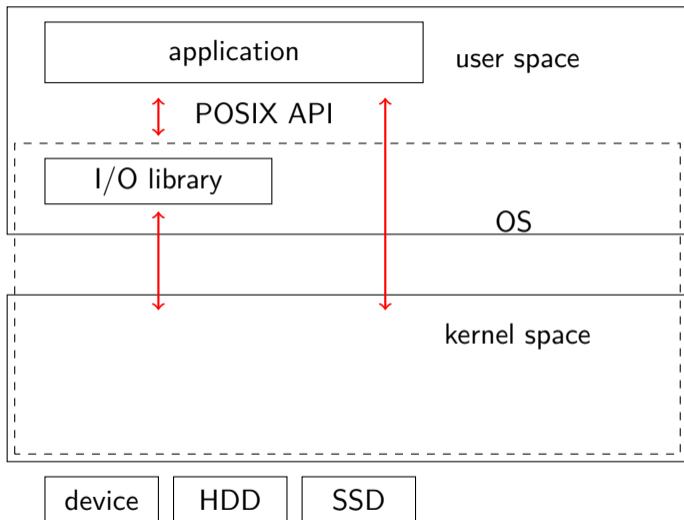 application
user space
POSIX API
I/O library
OS
kernel space
device
HDD
SSD